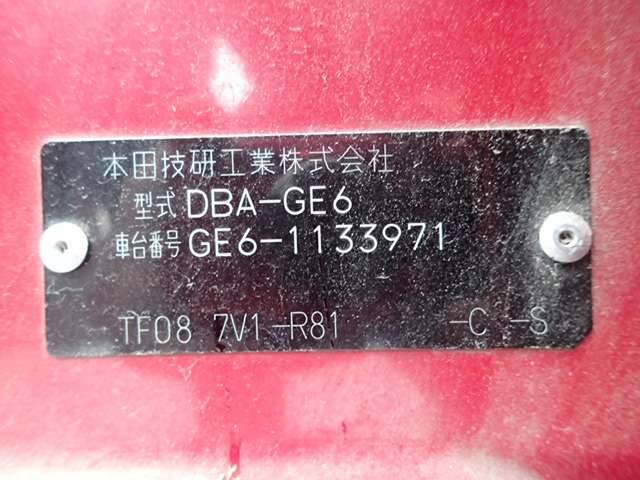 本田技研工業株式会社
型式 DBA-GE6
車台番号 GE6-1133971
TF08 7V1-R81 -C -S